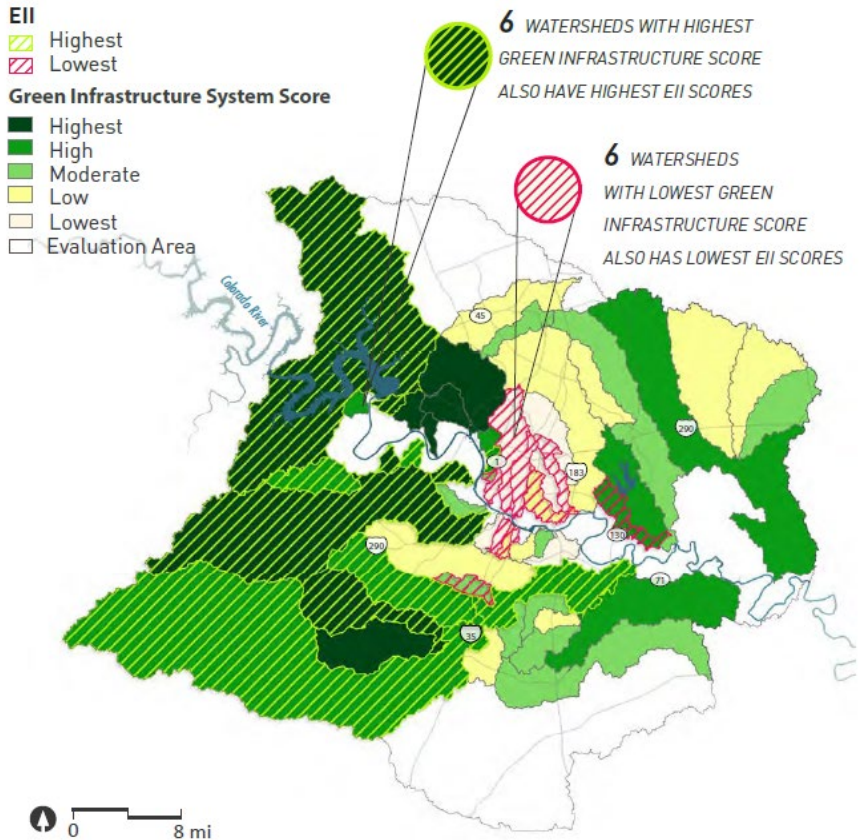 EII
Highest
Lowest
Green Infrastructure System Score
Highest
High
Moderate
Low
Lowest
Evaluation Area
6 WATERSHEDS WITH HIGHEST
GREEN INFRASTRUCTURE SCORE
ALSO HAVE HIGHEST EII SCORES
6 WATERSHEDS
WITH LOWEST GREEN
INFRASTRUCTURE SCORE
ALSO HAS LOWEST EII SCORES
Colorado River
45
290
1
183
130
290
71
35
0 8 mi